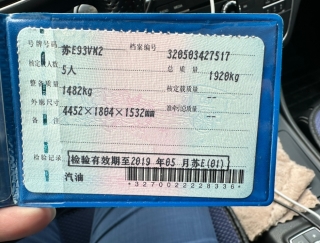 号牌号码 苏E93VM2 档案编号 320503427517
核定载人数 5人 总质量 1920kg
整备质量 1482kg 核定载质量 --
外廓尺寸 4452×1804×1532mm 准牵引总质量 --
备注
检验记录 检验有效期至2019年05月苏E(01)
汽油 *3270022228336*